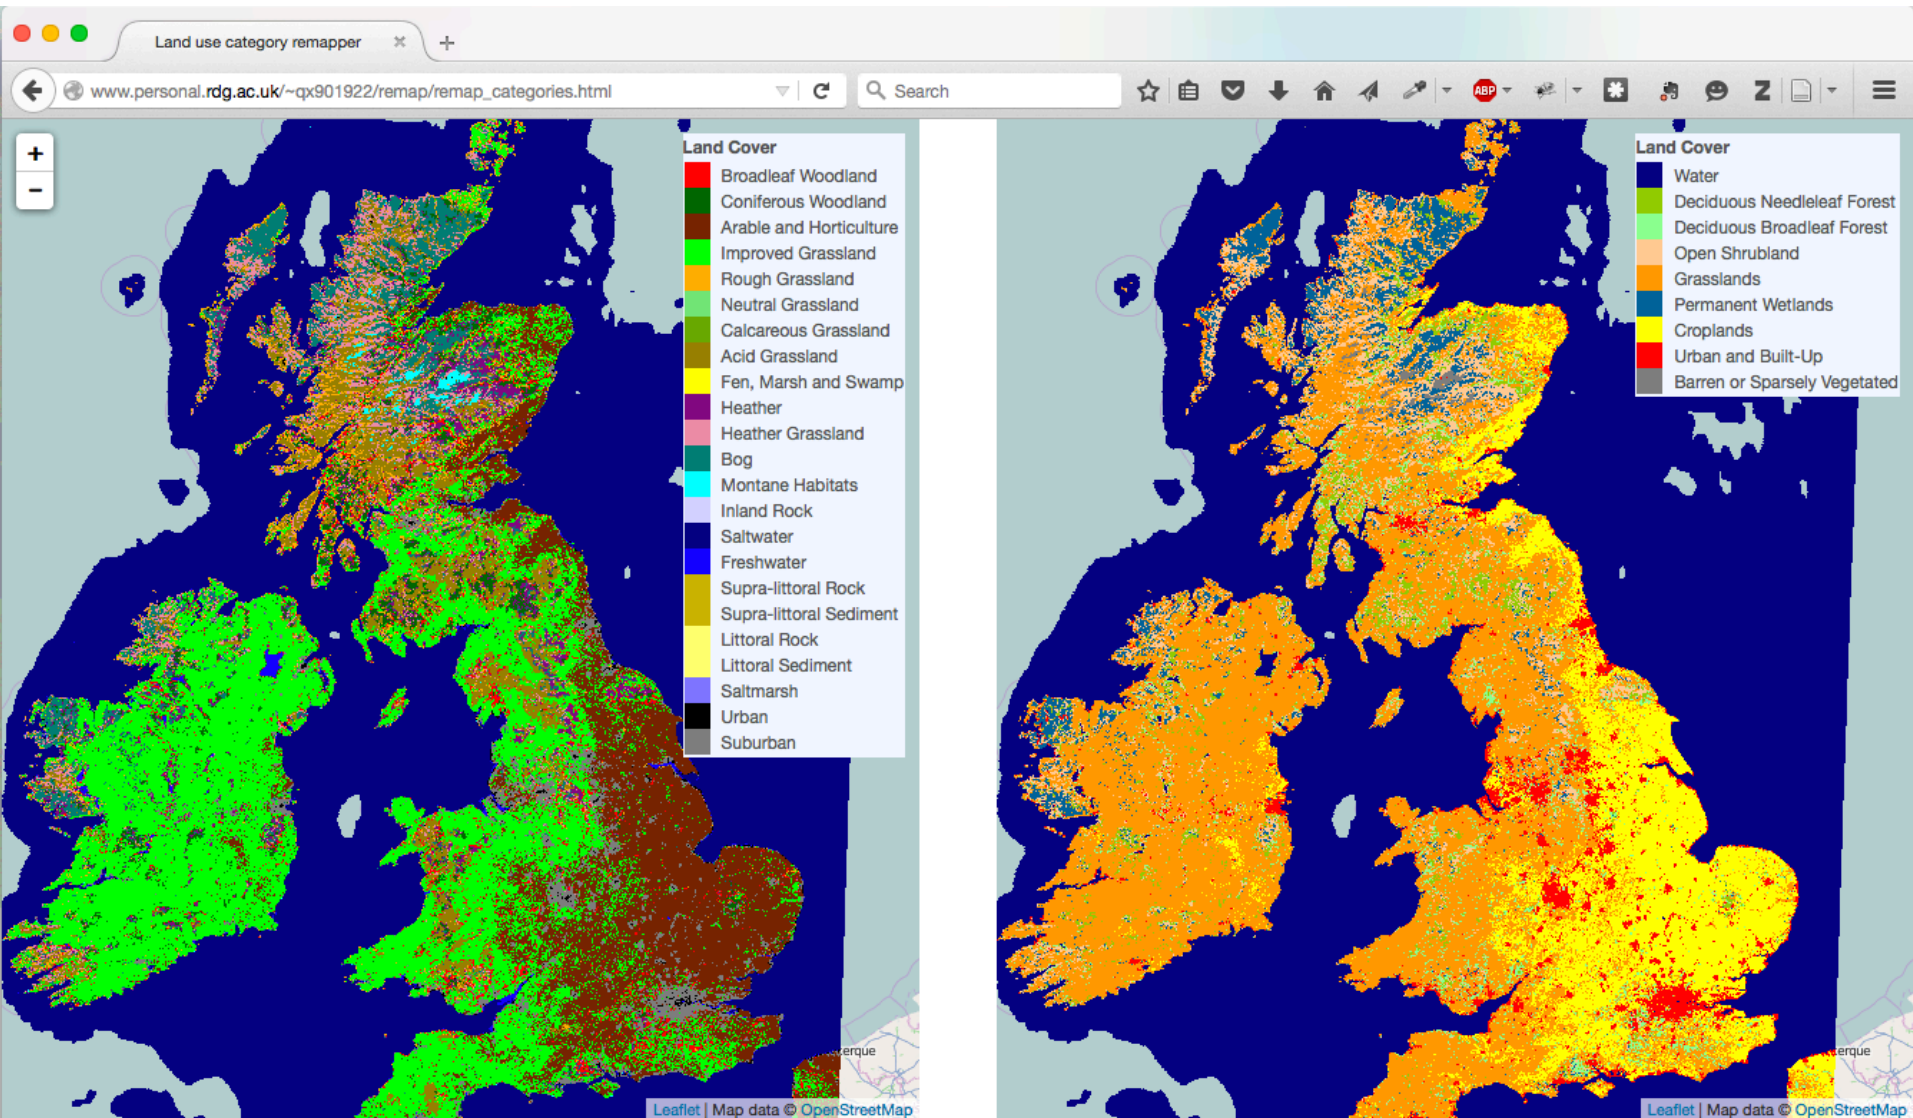 Land use category remapper
www.personal.rdg.ac.uk/~qx901922/remap/remap_categories.html
Search
ABP
Z
+
−
Land Cover
Broadleaf Woodland
Coniferous Woodland
Arable and Horticulture
Improved Grassland
Rough Grassland
Neutral Grassland
Calcareous Grassland
Acid Grassland
Fen, Marsh and Swamp
Heather
Heather Grassland
Bog
Montane Habitats
Inland Rock
Saltwater
Freshwater
Supra-littoral Rock
Supra-littoral Sediment
Littoral Rock
Littoral Sediment
Saltmarsh
Urban
Suburban
erque
Leaflet | Map data © OpenStreetMap
Land Cover
Water
Deciduous Needleleaf Forest
Deciduous Broadleaf Forest
Open Shrubland
Grasslands
Permanent Wetlands
Croplands
Urban and Built-Up
Barren or Sparsely Vegetated
erque
Leaflet | Map data © OpenStreetMap